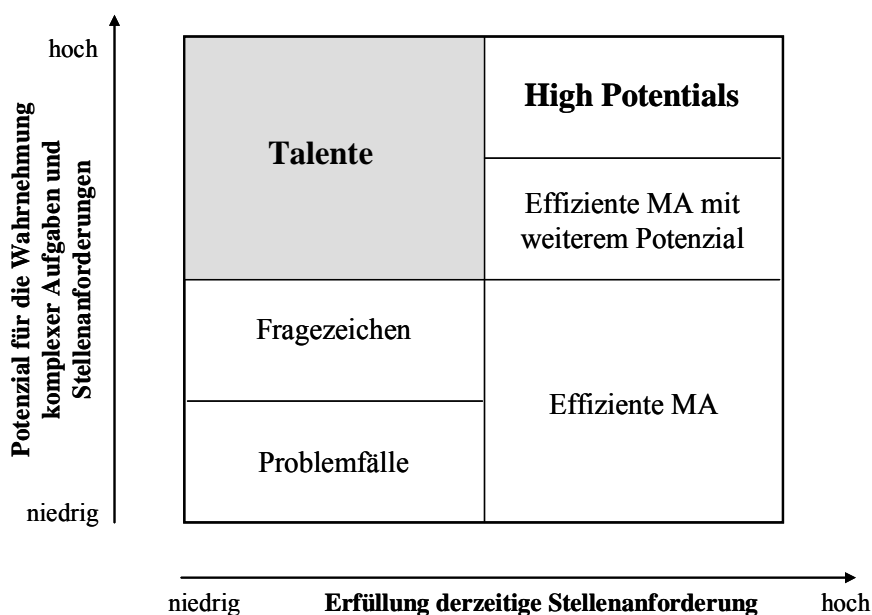 hoch
High Potentials
Talente
Effiziente MA mit
weiterem Potenzial
Potenzial für die Wahrnehmung
komplexer Aufgaben und
Stellenanforderungen
Fragezeichen
Effiziente MA
Problemfälle
niedrig
niedrig Erfüllung derzeitige Stellenanforderung hoch